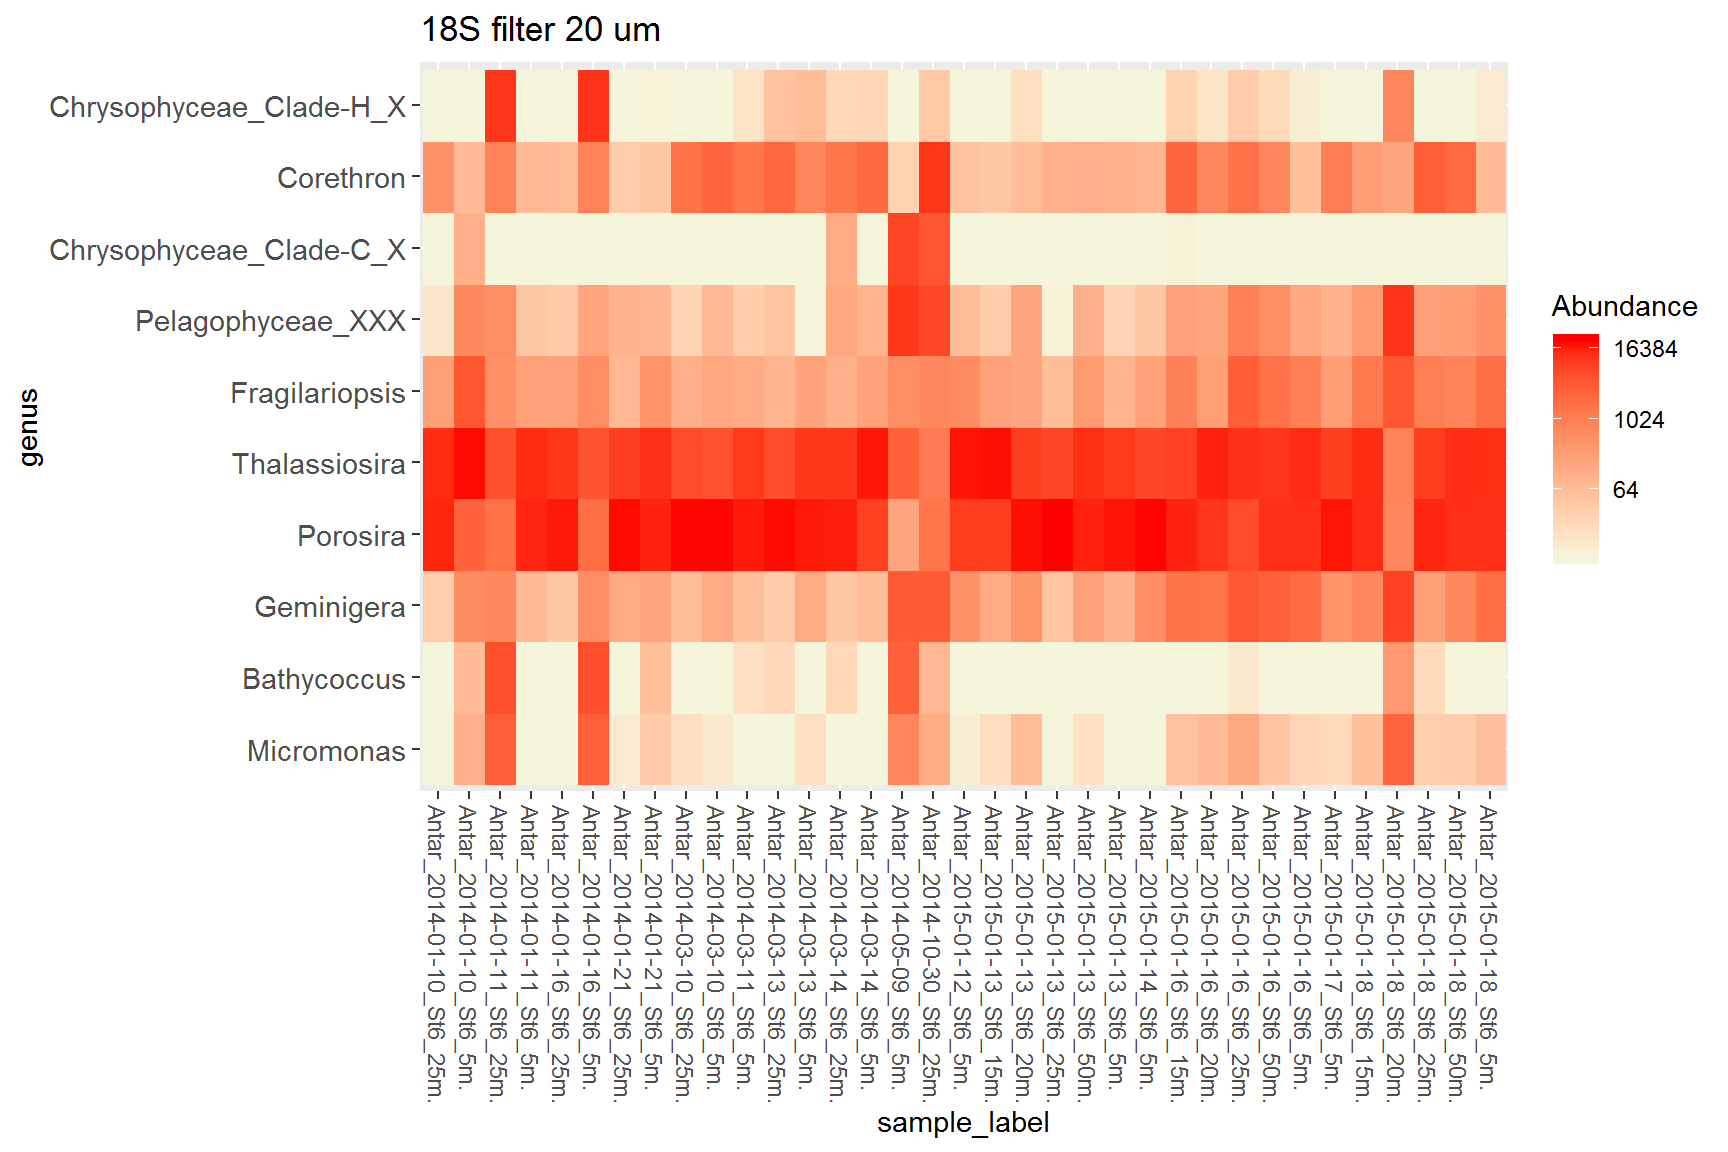 18S filter 20 um
Chrysophyceae_Clade-H_X
Corethron
Chrysophyceae_Clade-C_X
Pelagophyceae_XXX
Fragilariopsis
Thalassiosira
Porosira
Geminigera
Bathycoccus
Micromonas
genus
Abundance
16384
1024
64
Antar_2014-01-10_St6_25m.
Antar_2014-01-10_St6_5m.
Antar_2014-01-11_St6_25m.
Antar_2014-01-11_St6_5m.
Antar_2014-01-16_St6_25m.
Antar_2014-01-16_St6_5m.
Antar_2014-01-21_St6_25m.
Antar_2014-01-21_St6_5m.
Antar_2014-03-10_St6_25m.
Antar_2014-03-10_St6_5m.
Antar_2014-03-11_St6_5m.
Antar_2014-03-13_St6_25m.
Antar_2014-03-13_St6_5m.
Antar_2014-03-14_St6_25m.
Antar_2014-03-14_St6_5m.
Antar_2014-05-09_St6_5m.
Antar_2014-10-30_St6_25m.
Antar_2015-01-12_St6_5m.
Antar_2015-01-13_St6_15m.
Antar_2015-01-13_St6_20m.
Antar_2015-01-13_St6_25m.
Antar_2015-01-13_St6_50m.
Antar_2015-01-13_St6_5m.
Antar_2015-01-14_St6_5m.
Antar_2015-01-16_St6_15m.
Antar_2015-01-16_St6_20m.
Antar_2015-01-16_St6_25m.
Antar_2015-01-16_St6_50m.
Antar_2015-01-16_St6_5m.
Antar_2015-01-17_St6_5m.
Antar_2015-01-18_St6_15m.
Antar_2015-01-18_St6_20m.
Antar_2015-01-18_St6_25m.
Antar_2015-01-18_St6_50m.
Antar_2015-01-18_St6_5m.
sample_label